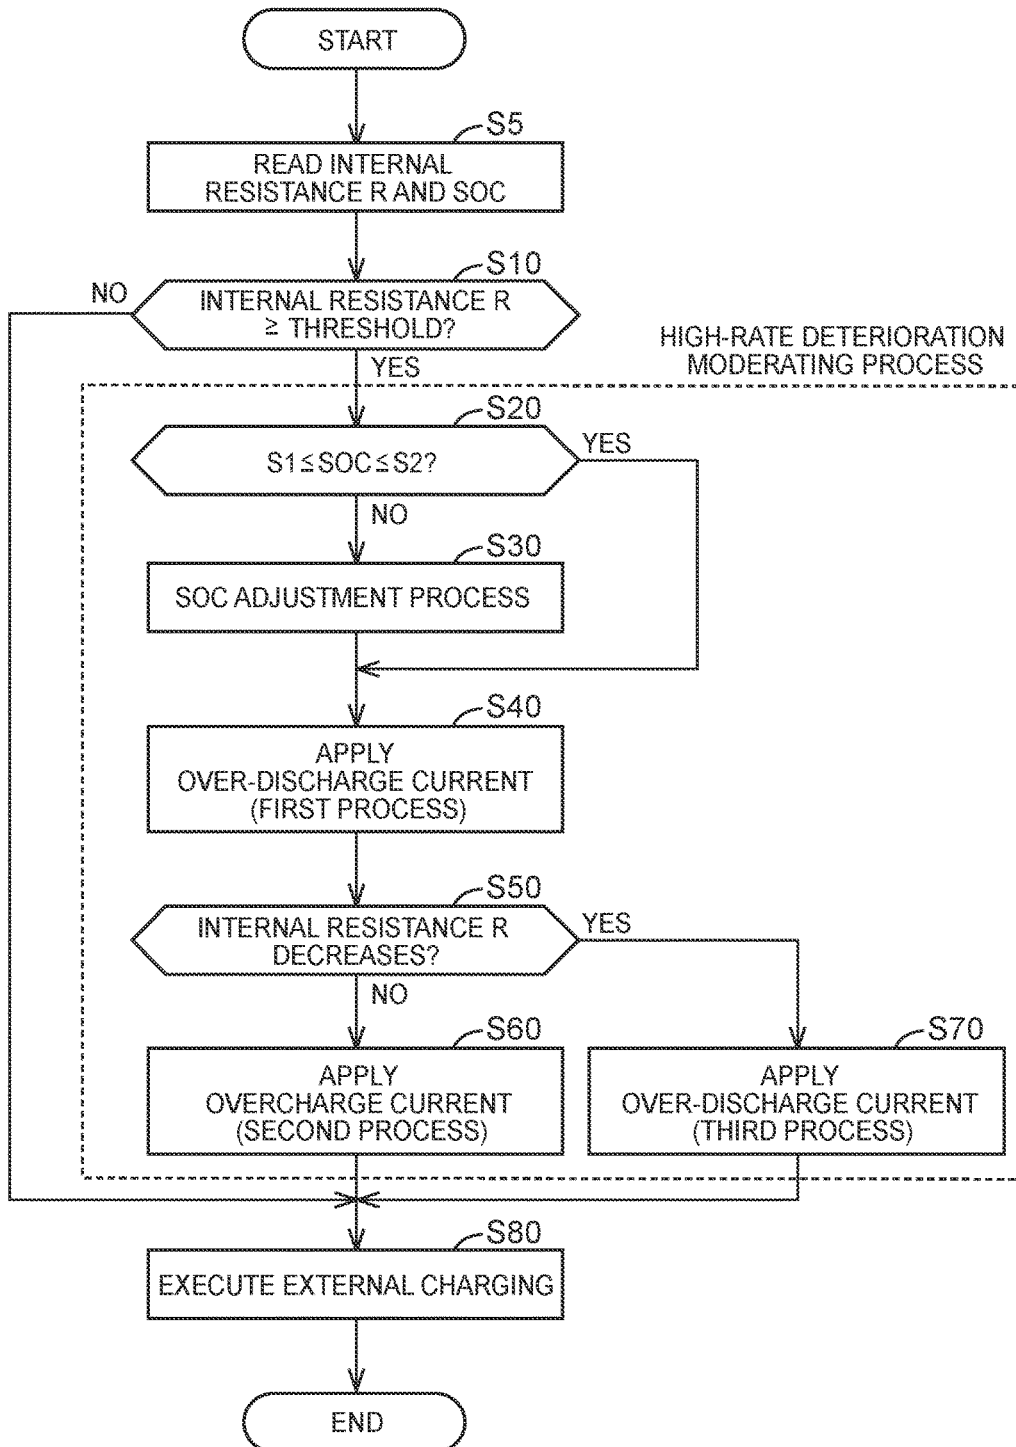 START
S5
READ INTERNAL
RESISTANCE R AND SOC
S10
NO
INTERNAL RESISTANCE R
≥ THRESHOLD?
YES
HIGH-RATE DETERIORATION
MODERATING PROCESS
S20
S1≤SOC≤S2?
YES
NO
S30
SOC ADJUSTMENT PROCESS
S40
APPLY
OVER-DISCHARGE CURRENT
(FIRST PROCESS)
S50
INTERNAL RESISTANCE R
DECREASES?
YES
NO
S60
APPLY
OVERCHARGE CURRENT
(SECOND PROCESS)
S70
APPLY
OVER-DISCHARGE CURRENT
(THIRD PROCESS)
S80
EXECUTE EXTERNAL CHARGING
END